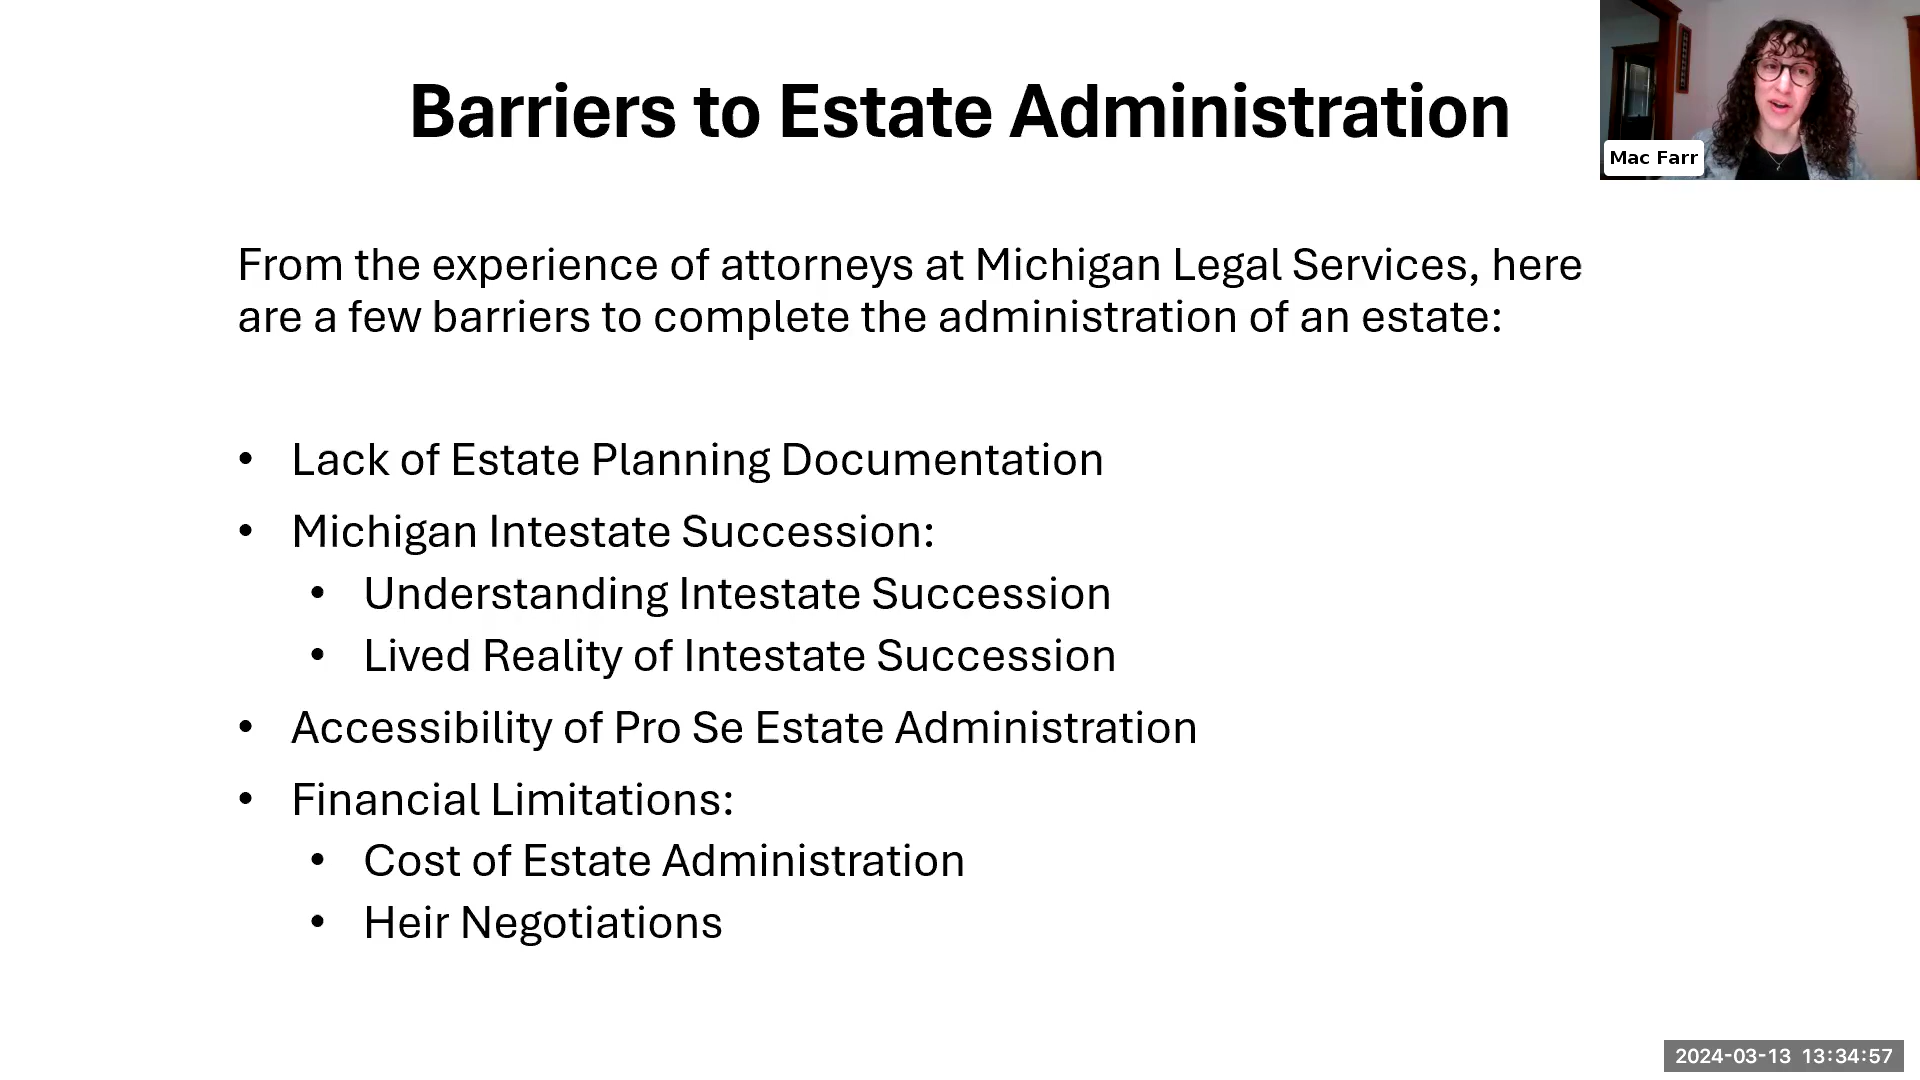 Barriers to Estate Administration
Mac Farr
From the experience of attorneys at Michigan Legal Services, here
are a few barriers to complete the administration of an estate:
• Lack of Estate Planning Documentation
• Michigan Intestate Succession:
• Understanding Intestate Succession
• Lived Reality of Intestate Succession
• Accessibility of Pro Se Estate Administration
• Financial Limitations:
• Cost of Estate Administration
• Heir Negotiations
2024-03-13 13:34:57